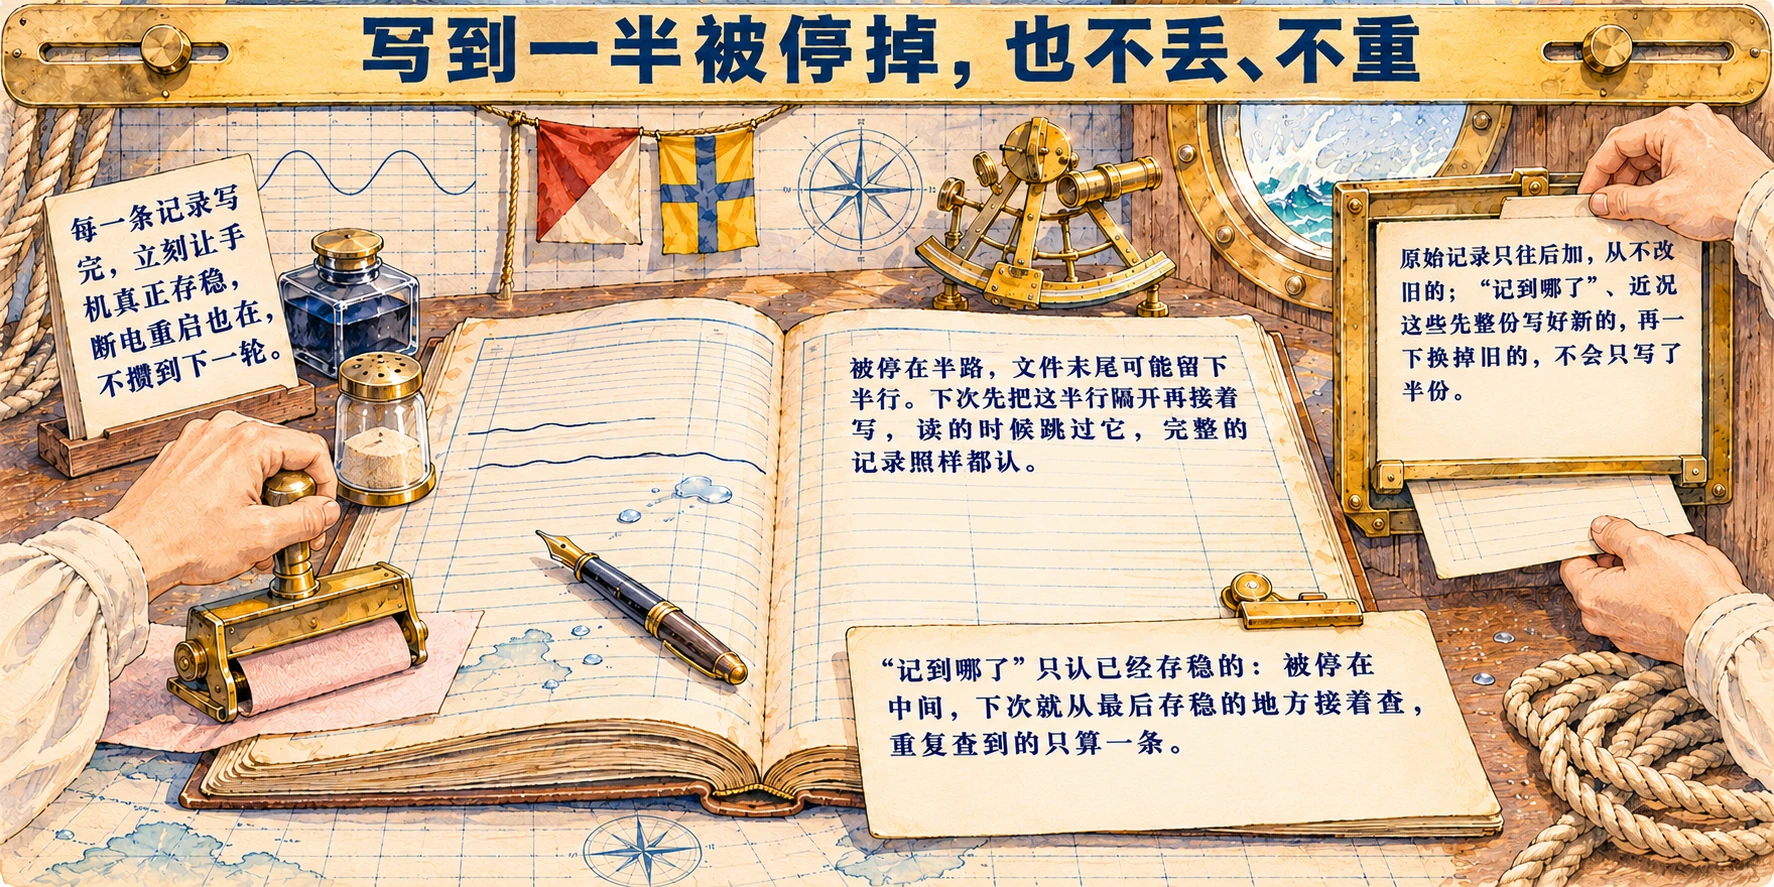 写到一半被停掉，也不丢、不重
每一条记录写
完，立刻让手
机真正存稳，
断电重启也在，
不攒到下一轮。
被停在半路，文件末尾可能留下
半行。下次先把这半行隔开再接着
写，读的时候跳过它，完整的
记录照样都认。
原始记录只往后加，从不改
旧的；“记到哪了”、近况
这些先整份写好新的，再一
下换掉旧的，不会只写了
半份。
“记到哪了”只认已经存稳的：被停在
中间，下次就从最后存稳的地方接着查，
重复查到的只算一条。